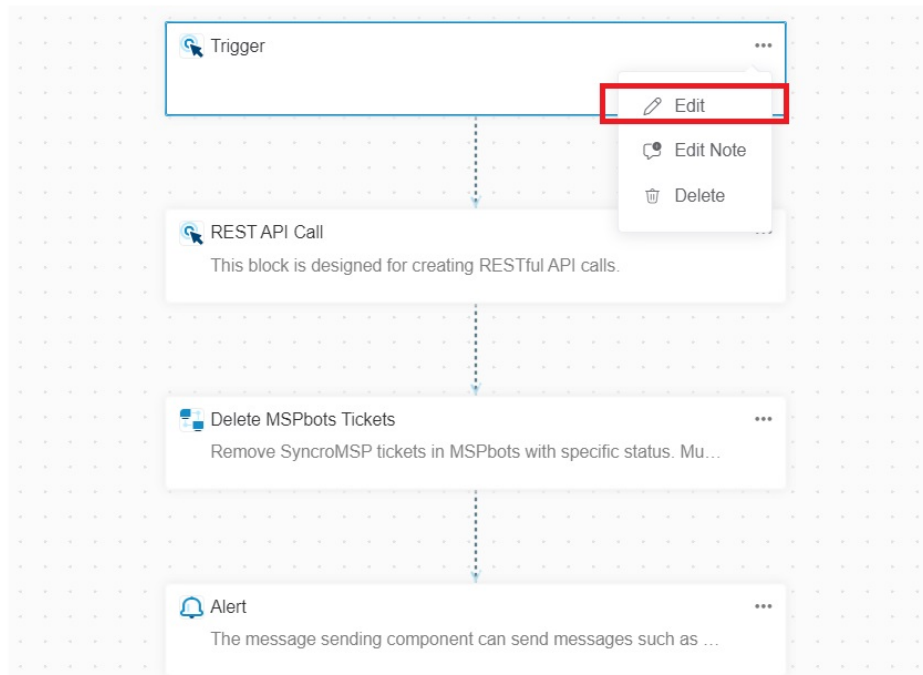 Trigger
Edit
Edit Note
Delete
REST API Call
This block is designed for creating RESTful API calls.
Delete MSPbots Tickets
Remove SyncroMSP tickets in MSPbots with specific status. Mu...
Alert
The message sending component can send messages such as ...